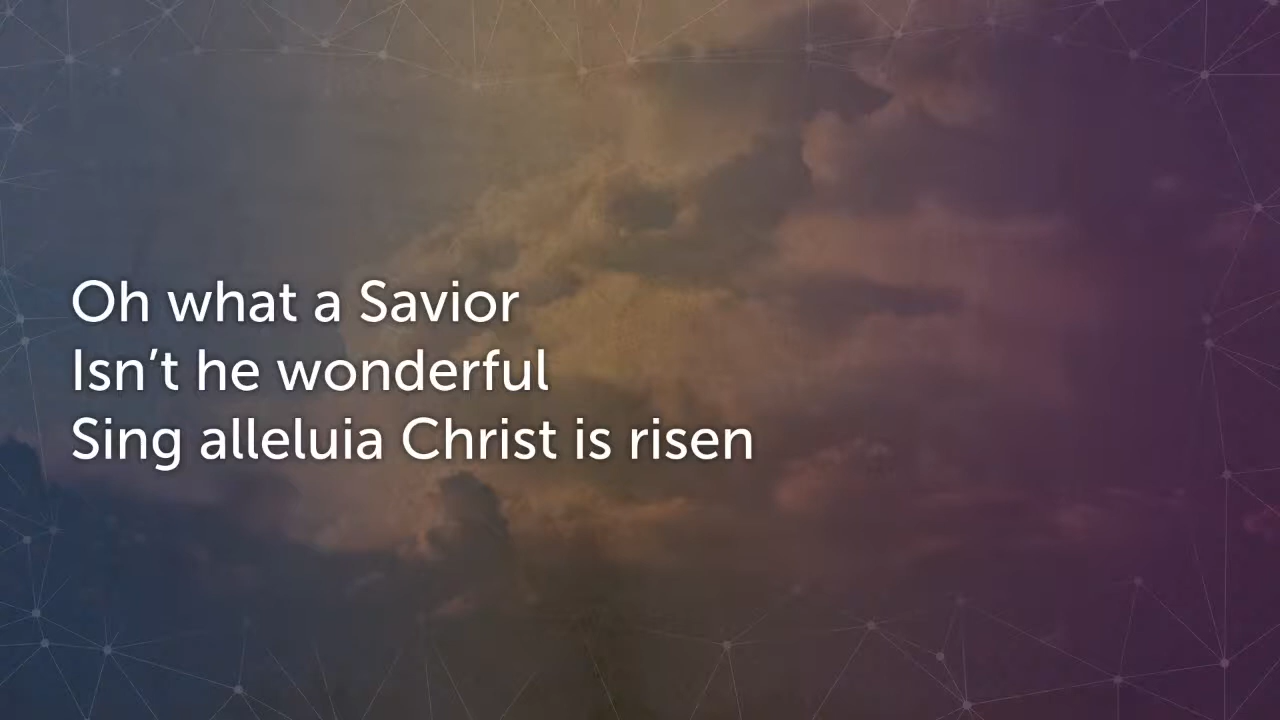 Oh what a Savior
Isn’t he wonderful
Sing alleluia Christ is risen